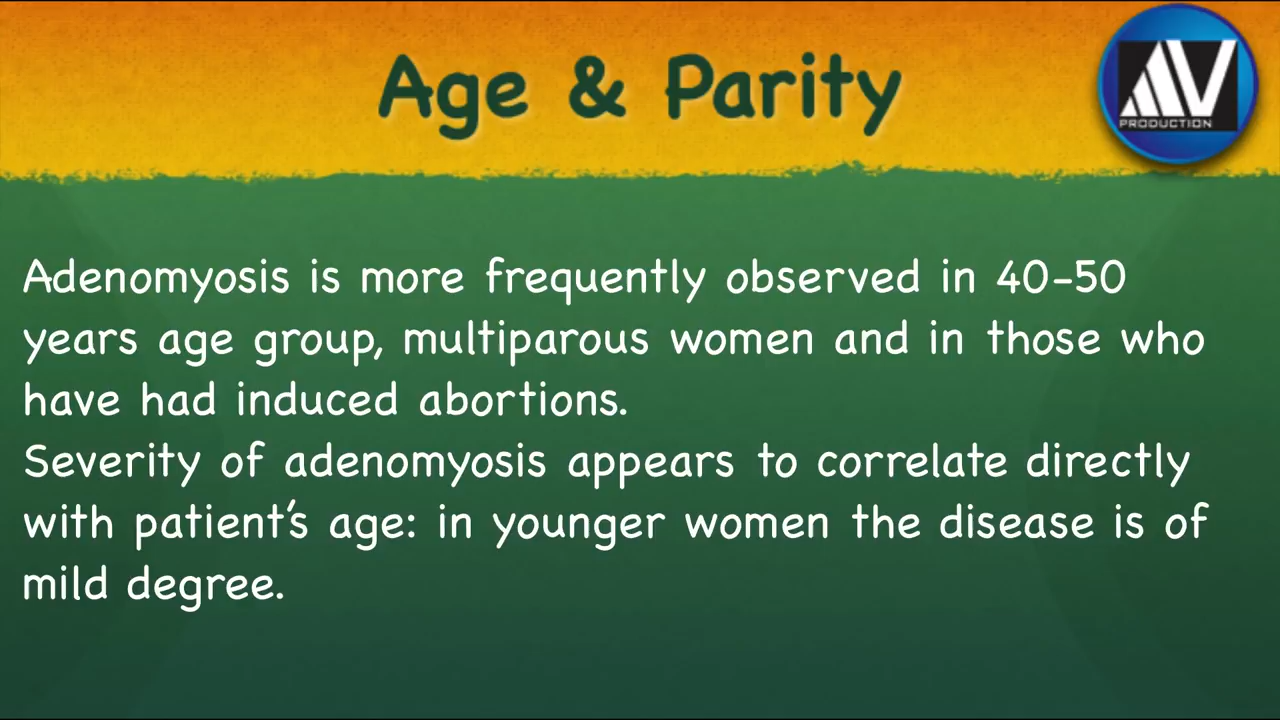 Age & Parity
AV
PRODUCTION
Adenomyosis is more frequently observed in 40-50
years age group, multiparous women and in those who
have had induced abortions.
Severity of adenomyosis appears to correlate directly
with patient's age: in younger women the disease is of
mild degree.